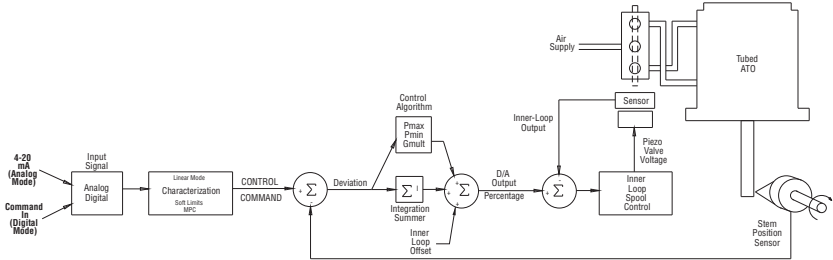 Air
Supply
Tubed
ATO
Sensor
Control
Algorithm
Pmax
Pmin
Gmult
Inner-Loop
Output
Piezo
Valve
Voltage
4-20
mA
(Analog
Mode)
Input
Signal
Analog
Digital
Command
In
(Digital
Mode)
Linear Mode
Characterization
Soft Limits
MPC
CONTROL
COMMAND
+
Σ
-
Deviation
Σ I
Integration
Summer
Inner
Loop
Offset
+
+
+
Σ
D/A
Output
Percentage
-
+
Σ
Inner
Loop
Spool
Control
Stem
Position
Sensor